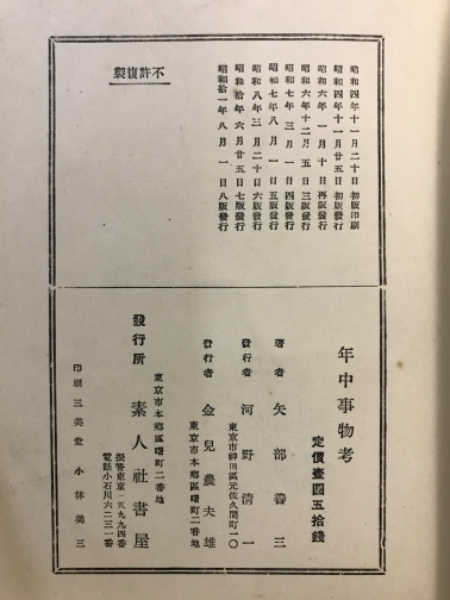 昭和四年十一月二十日初版印刷
昭和四年十一月廿五日初版發行
昭和六年一月十日再版發行
昭和六年十二月五日三版發行
昭和七年三月一日四版發行
昭和七年八月一日五版發行
昭和八年三月二十日六版發行
昭和拾年六月廿五日七版發行
昭和拾一年八月一日八版發行
不許複製
年中事物考
定價壹圓五拾錢
著者 矢部善三
發行者 河野清一
東京市神田區元佐久間町一〇
發行者 金兒農夫雄
東京市本鄕區曙町二番地
發行所 素人社書屋
東京市本鄕區曙町二番地
振替東京一五九九四番
電話小石川六二三一番
印刷 三美堂 小林美三